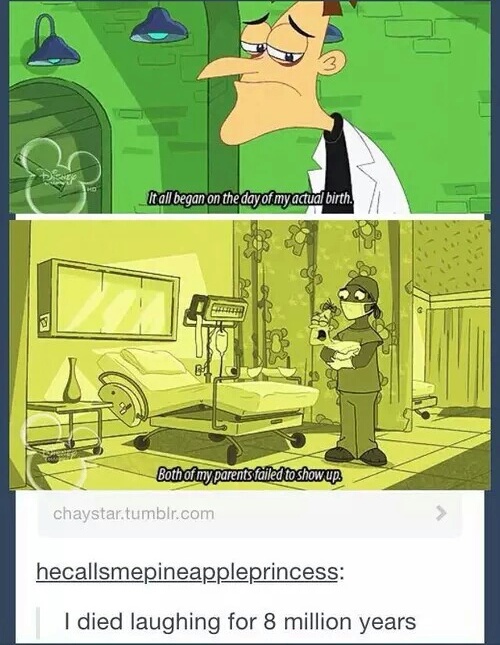 It all began on the day of my actual birth.
Both of my parents failed to show up.
chaystar.tumblr.com
hecallsmepineappleprincess:
I died laughing for 8 million years